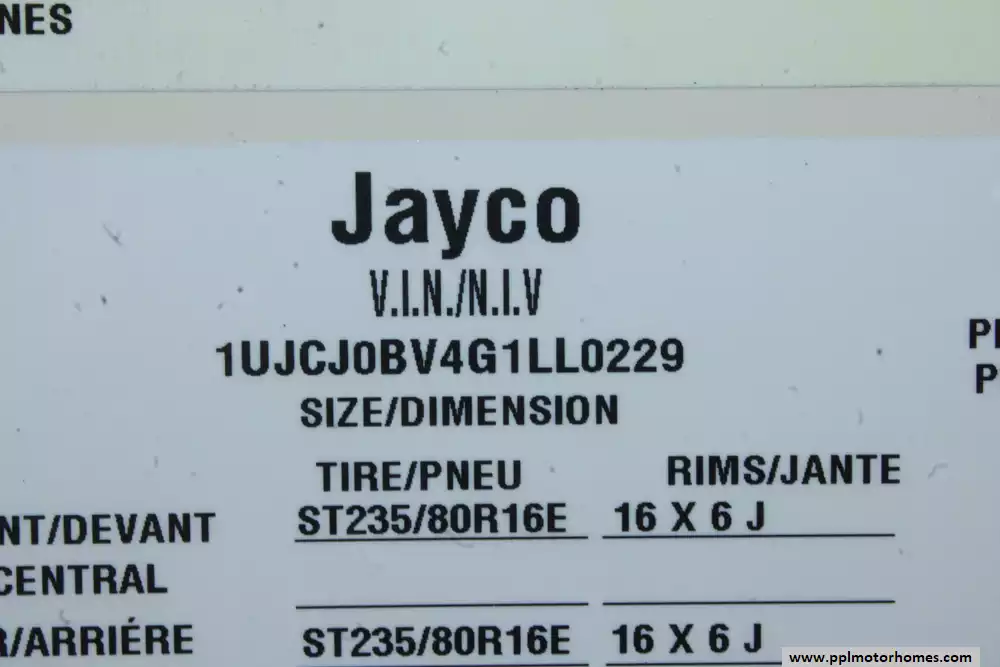 NES
Jayco
V.I.N./N.I.V
1UJCJ0BV4G1LL0229
SIZE/DIMENSION
TIRE/PNEU RIMS/JANTE
NT/DEVANT ST235/80R16E 16 X 6 J
CENTRAL
R/ARRIÉRE ST235/80R16E 16 X 6 J
www.pplmotorhomes.com